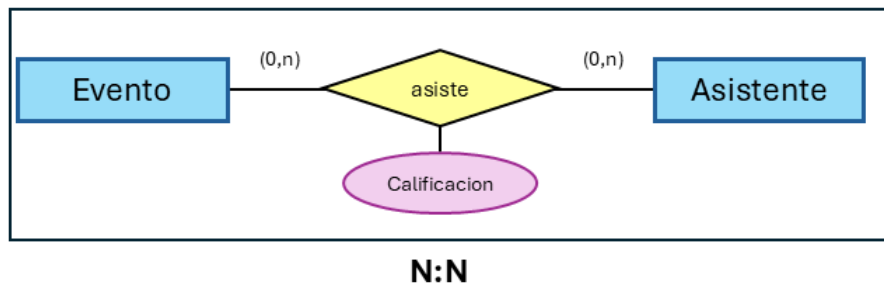 (0,n) (0,n)
Evento asiste Asistente
Calificacion
N:N